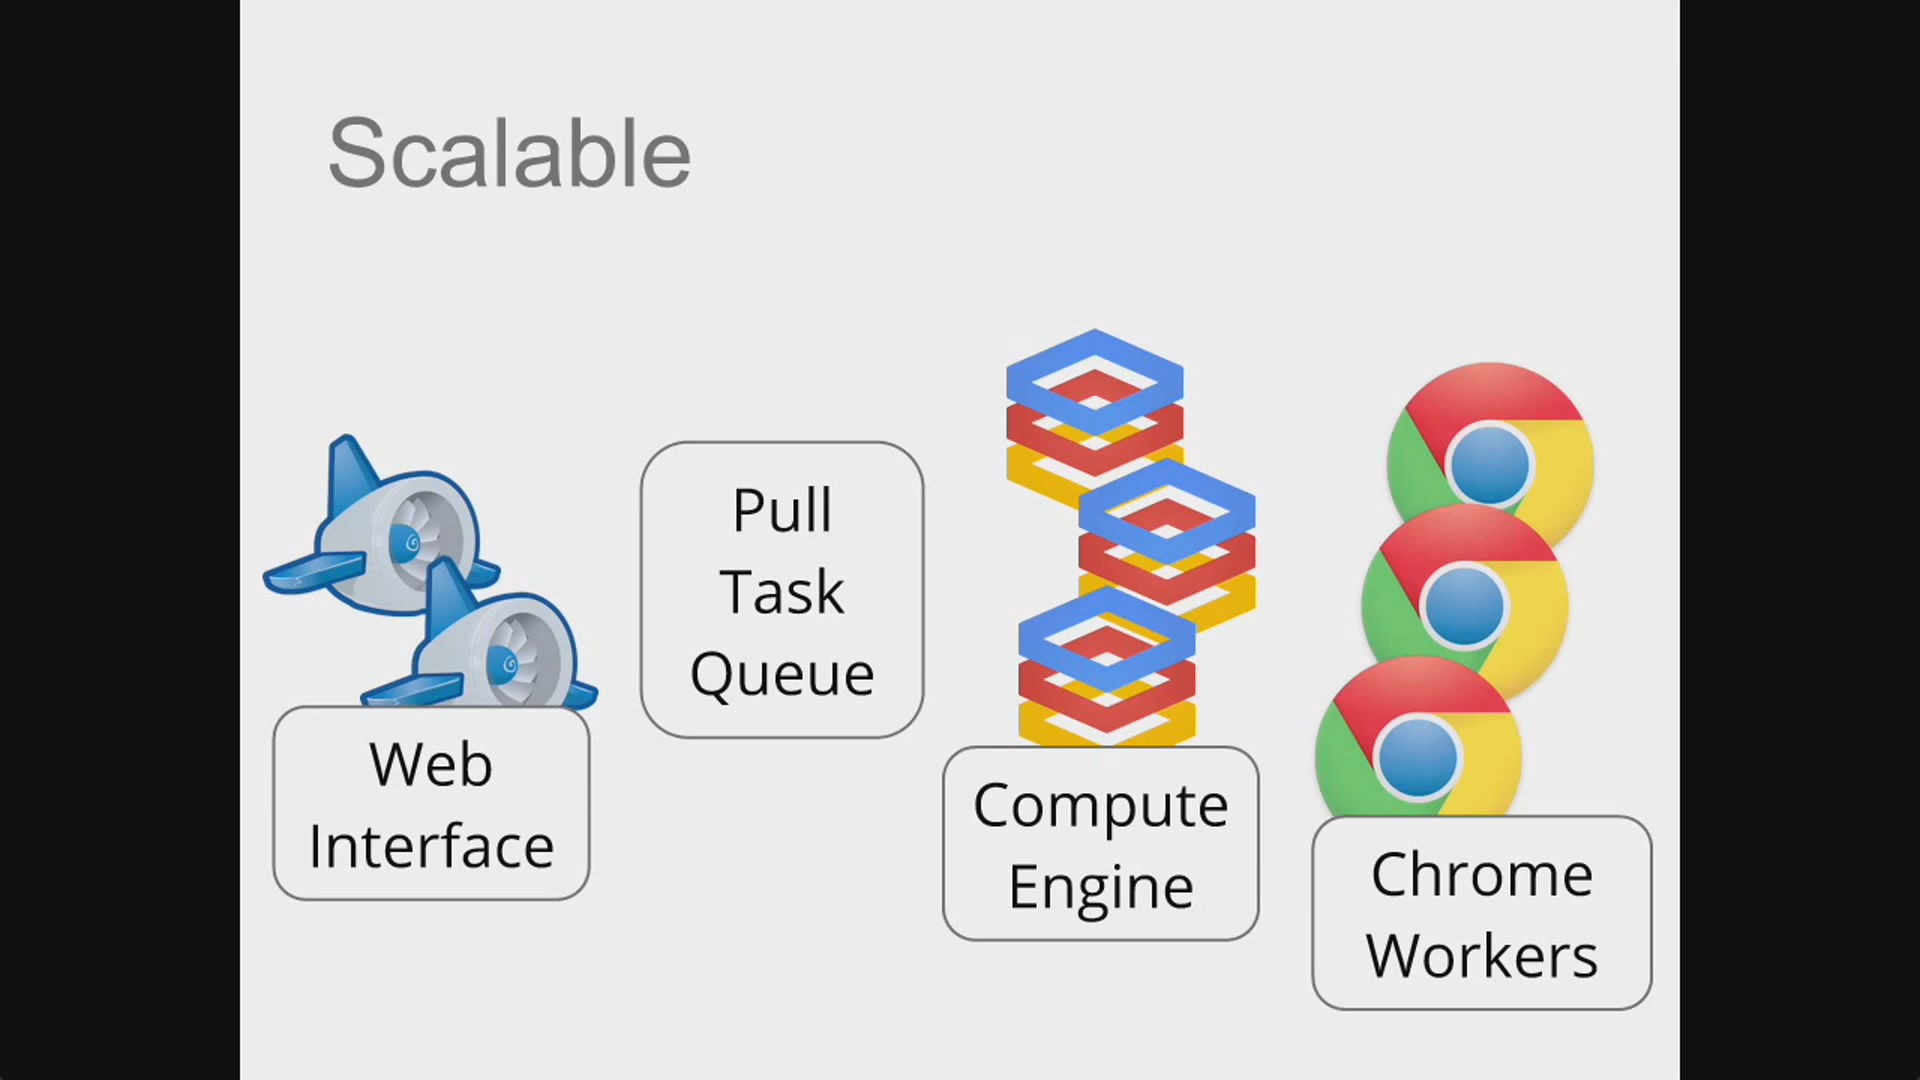 Scalable
Pull
Task
Queue
Web
Interface
Compute
Engine
Chrome
Workers